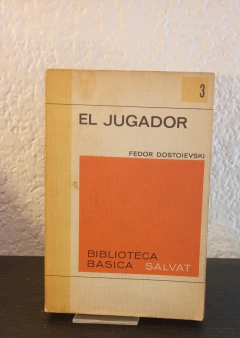 3
EL JUGADOR
FEDOR DOSTOIEVSKI
BIBLIOTECA
BASICA SALVAT